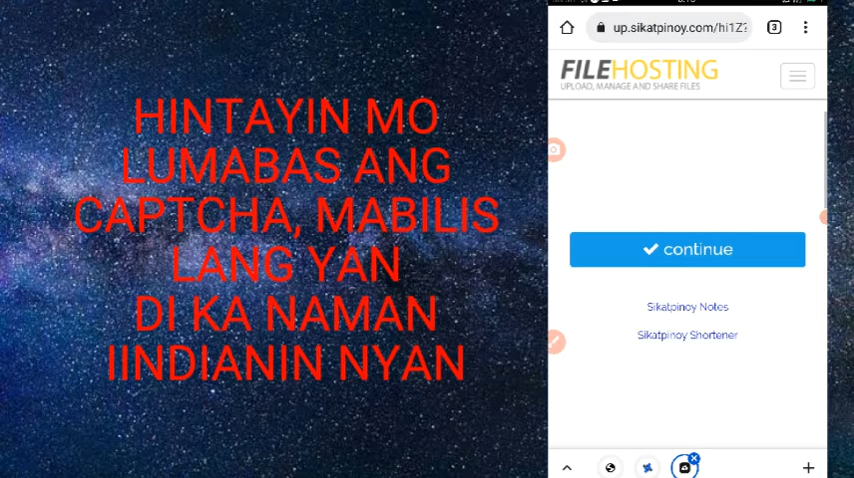 HINTAYIN MO
LUMABAS ANG
CAPTCHA, MABILIS
LANG YAN
DI KA NAMAN
IINDIANIN NYAN
up.sikatpinoy.com/hi1Z?
3
FILEHOSTING
UPLOAD, MANAGE AND SHARE FILES
continue
Sikatpinoy Notes
Sikatpinoy Shortener